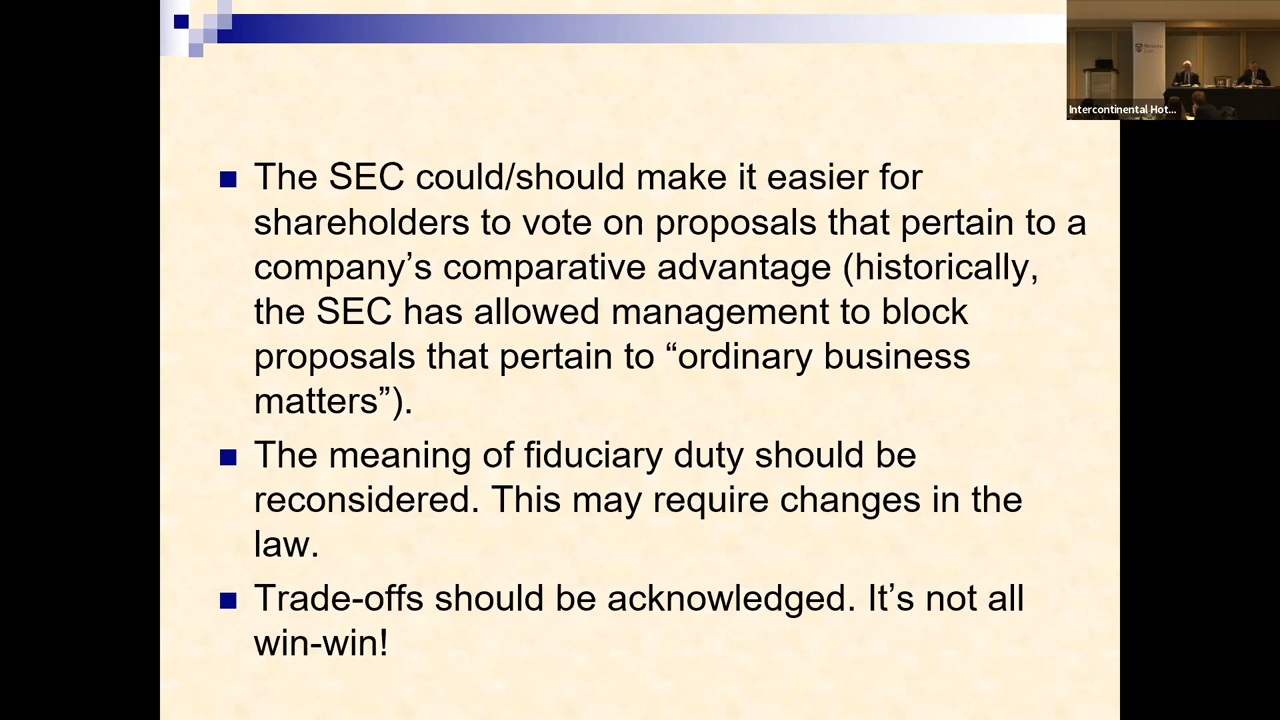 Intercontinental Hot...
The SEC could/should make it easier for
shareholders to vote on proposals that pertain to a
company’s comparative advantage (historically,
the SEC has allowed management to block
proposals that pertain to “ordinary business
matters”).
The meaning of fiduciary duty should be
reconsidered. This may require changes in the
law.
Trade-offs should be acknowledged. It’s not all
win-win!